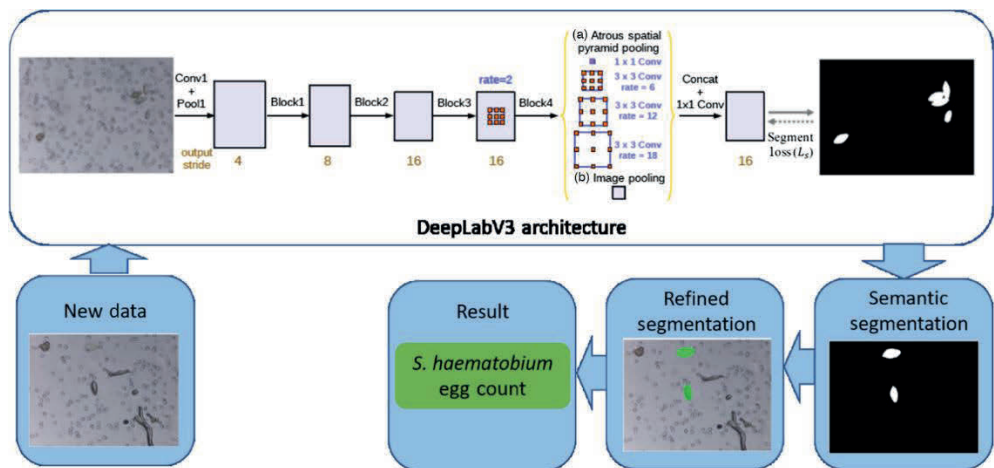 (a) Atrous spatial
pyramid pooling
Conv1
+
Pool1
Block1
Block2
rate=2
Block3
Block4
1 x 1 Conv
3 x 3 Conv
rate = 6
3 x 3 Conv
rate = 12
3 x 3 Conv
rate = 18
(b) Image pooling
Concat
+
1x1 Conv
Segment
loss (Ls)
output
stride
4
8
16
16
16
DeepLabV3 architecture
New data
Result
S. haematobium
egg count
Refined
segmentation
Semantic
segmentation